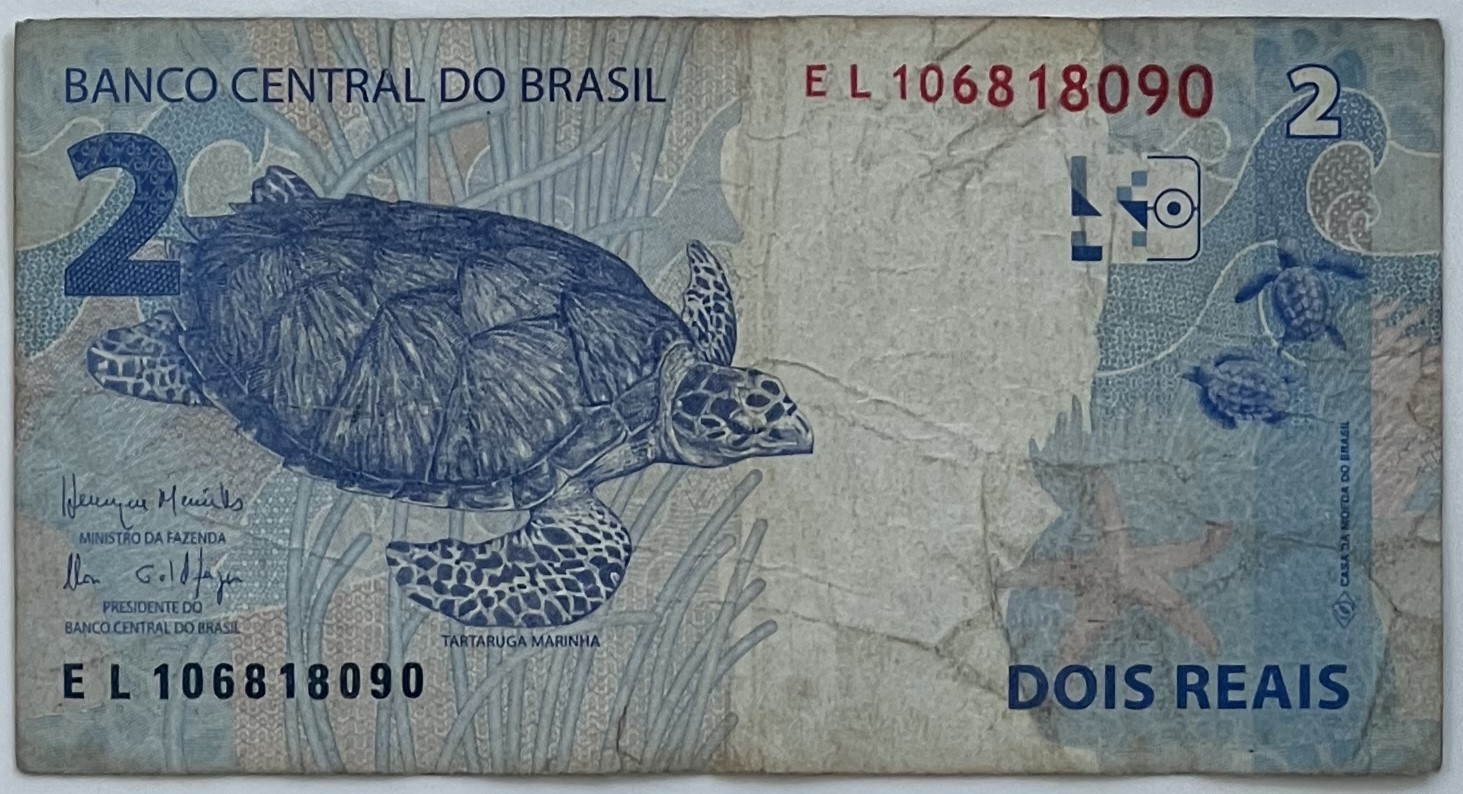 BANCO CENTRAL DO BRASIL
E L 106818090
2
2
Henrique Meirelles
MINISTRO DA FAZENDA
Ilan Goldfajn
PRESIDENTE DO
BANCO CENTRAL DO BRASIL
TARTARUGA MARINHA
E L 106818090
DOIS REAIS
CASA DA MOEDA DO BRASIL